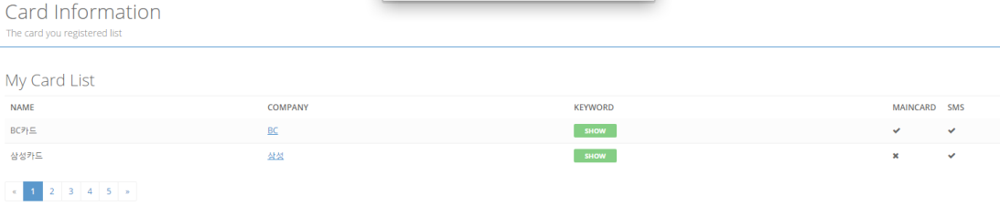 Card Information
The card you registered list
My Card List
NAME COMPANY KEYWORD MAINCARD SMS
BC카드 BC SHOW ✔ ✔
삼성카드 삼성 SHOW ✖ ✔
« 1 2 3 4 5 »